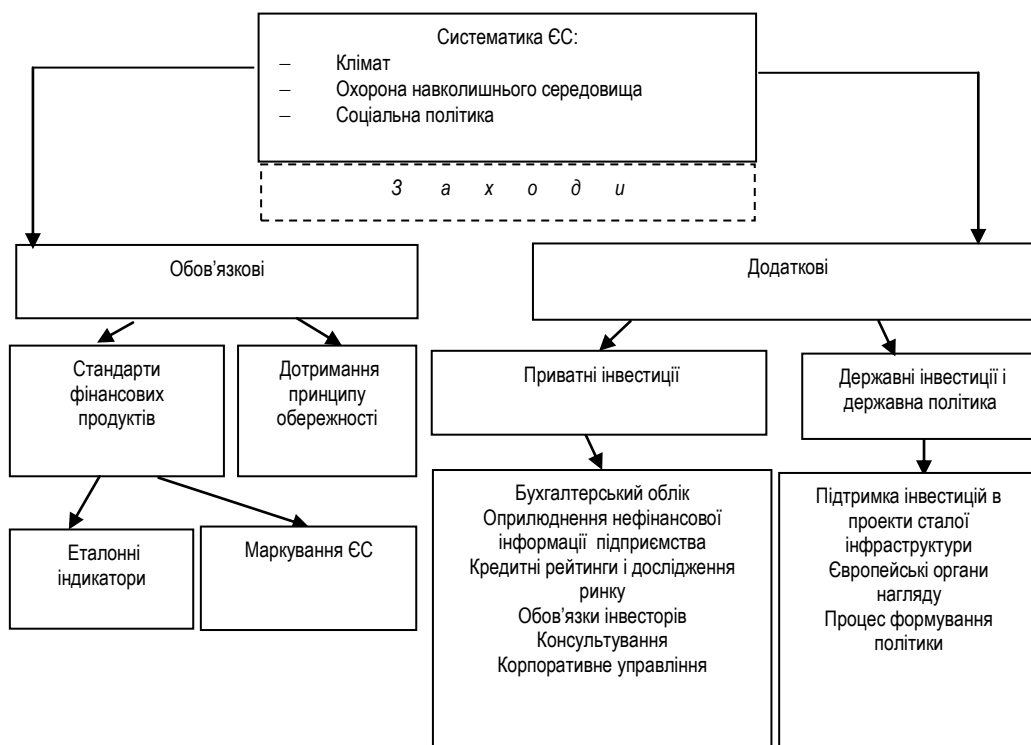 Систематика ЄС:
– Клімат
– Охорона навколишнього середовища
– Соціальна політика
З а х о д и
Обов’язкові
Додаткові
Стандарти
фінансових
продуктів
Дотримання
принципу
обережності
Приватні інвестиції
Державні інвестиції і
державна політика
Еталонні
індикатори
Маркування ЄС
Бухгалтерський облік
Оприлюднення нефінансової
інформації підприємства
Кредитні рейтинги і дослідження
ринку
Обов’язки інвесторів
Консультування
Корпоративне управління
Підтримка інвестицій в
проекти сталої
інфраструктури
Європейські органи
нагляду
Процес формування
політики